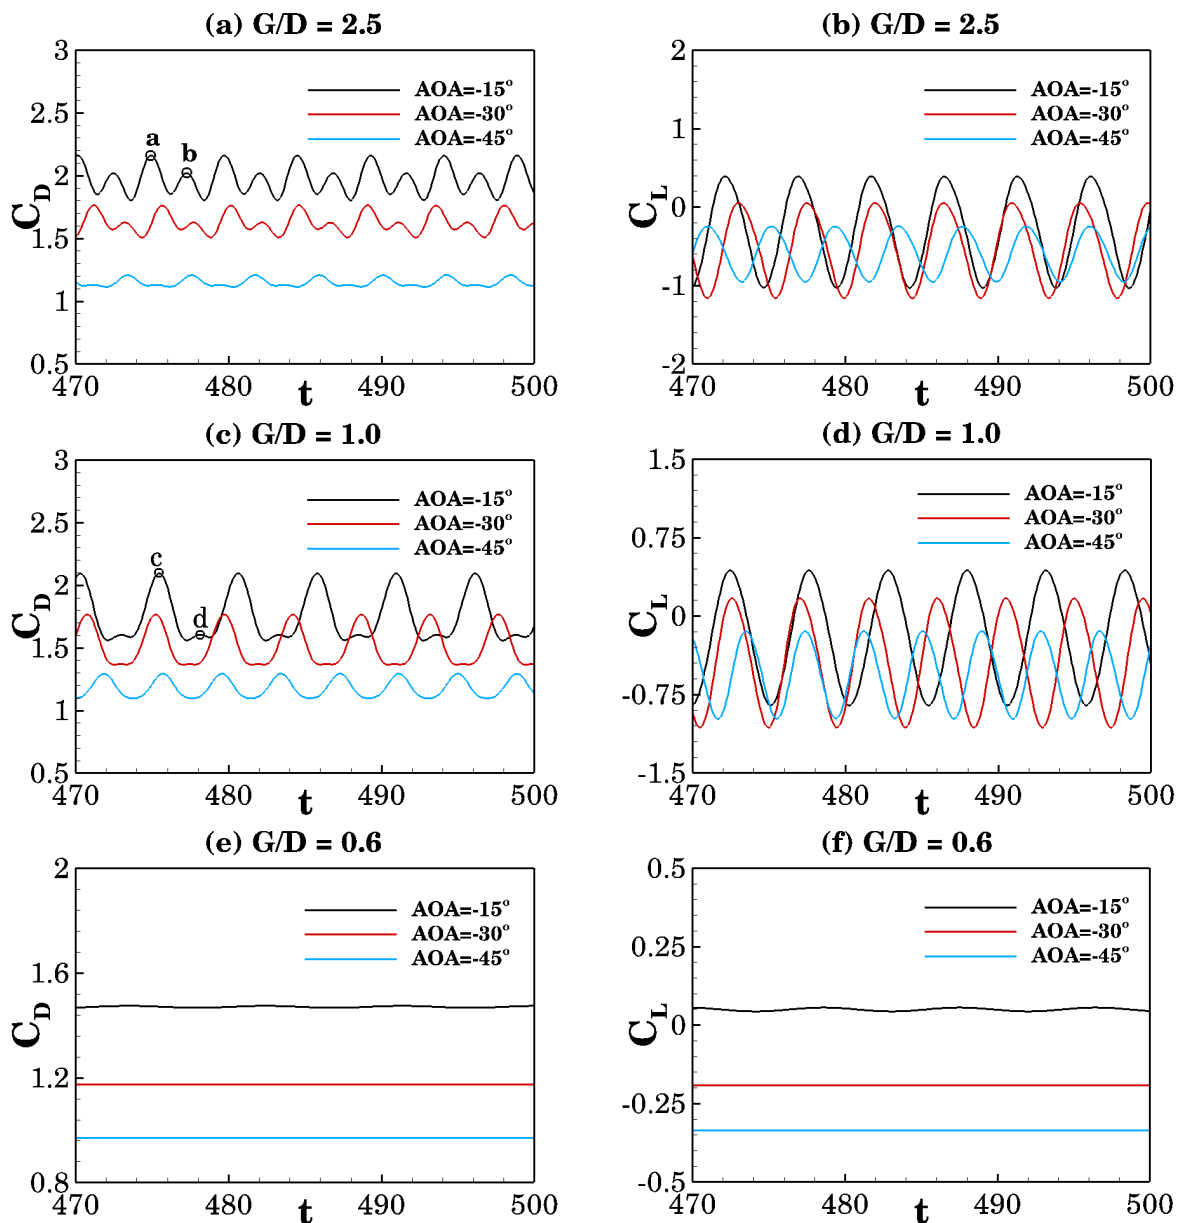 (a) G/D = 2.5
3
2.5
2
1.5
1
0.5
C_D
470
480
490
500
t
AOA=-15°
AOA=-30°
AOA=-45°
a
b
(b) G/D = 2.5
2
1
0
-1
-2
C_L
470
480
490
500
t
AOA=-15°
AOA=-30°
AOA=-45°
(c) G/D = 1.0
3
2.5
2
1.5
1
0.5
C_D
470
480
490
500
t
AOA=-15°
AOA=-30°
AOA=-45°
c
d
(d) G/D = 1.0
1.5
0.75
0
-0.75
-1.5
C_L
470
480
490
500
t
AOA=-15°
AOA=-30°
AOA=-45°
(e) G/D = 0.6
2
1.6
1.2
0.8
C_D
470
480
490
500
t
AOA=-15°
AOA=-30°
AOA=-45°
(f) G/D = 0.6
0.5
0.25
0
-0.25
-0.5
C_L
470
480
490
500
t
AOA=-15°
AOA=-30°
AOA=-45°